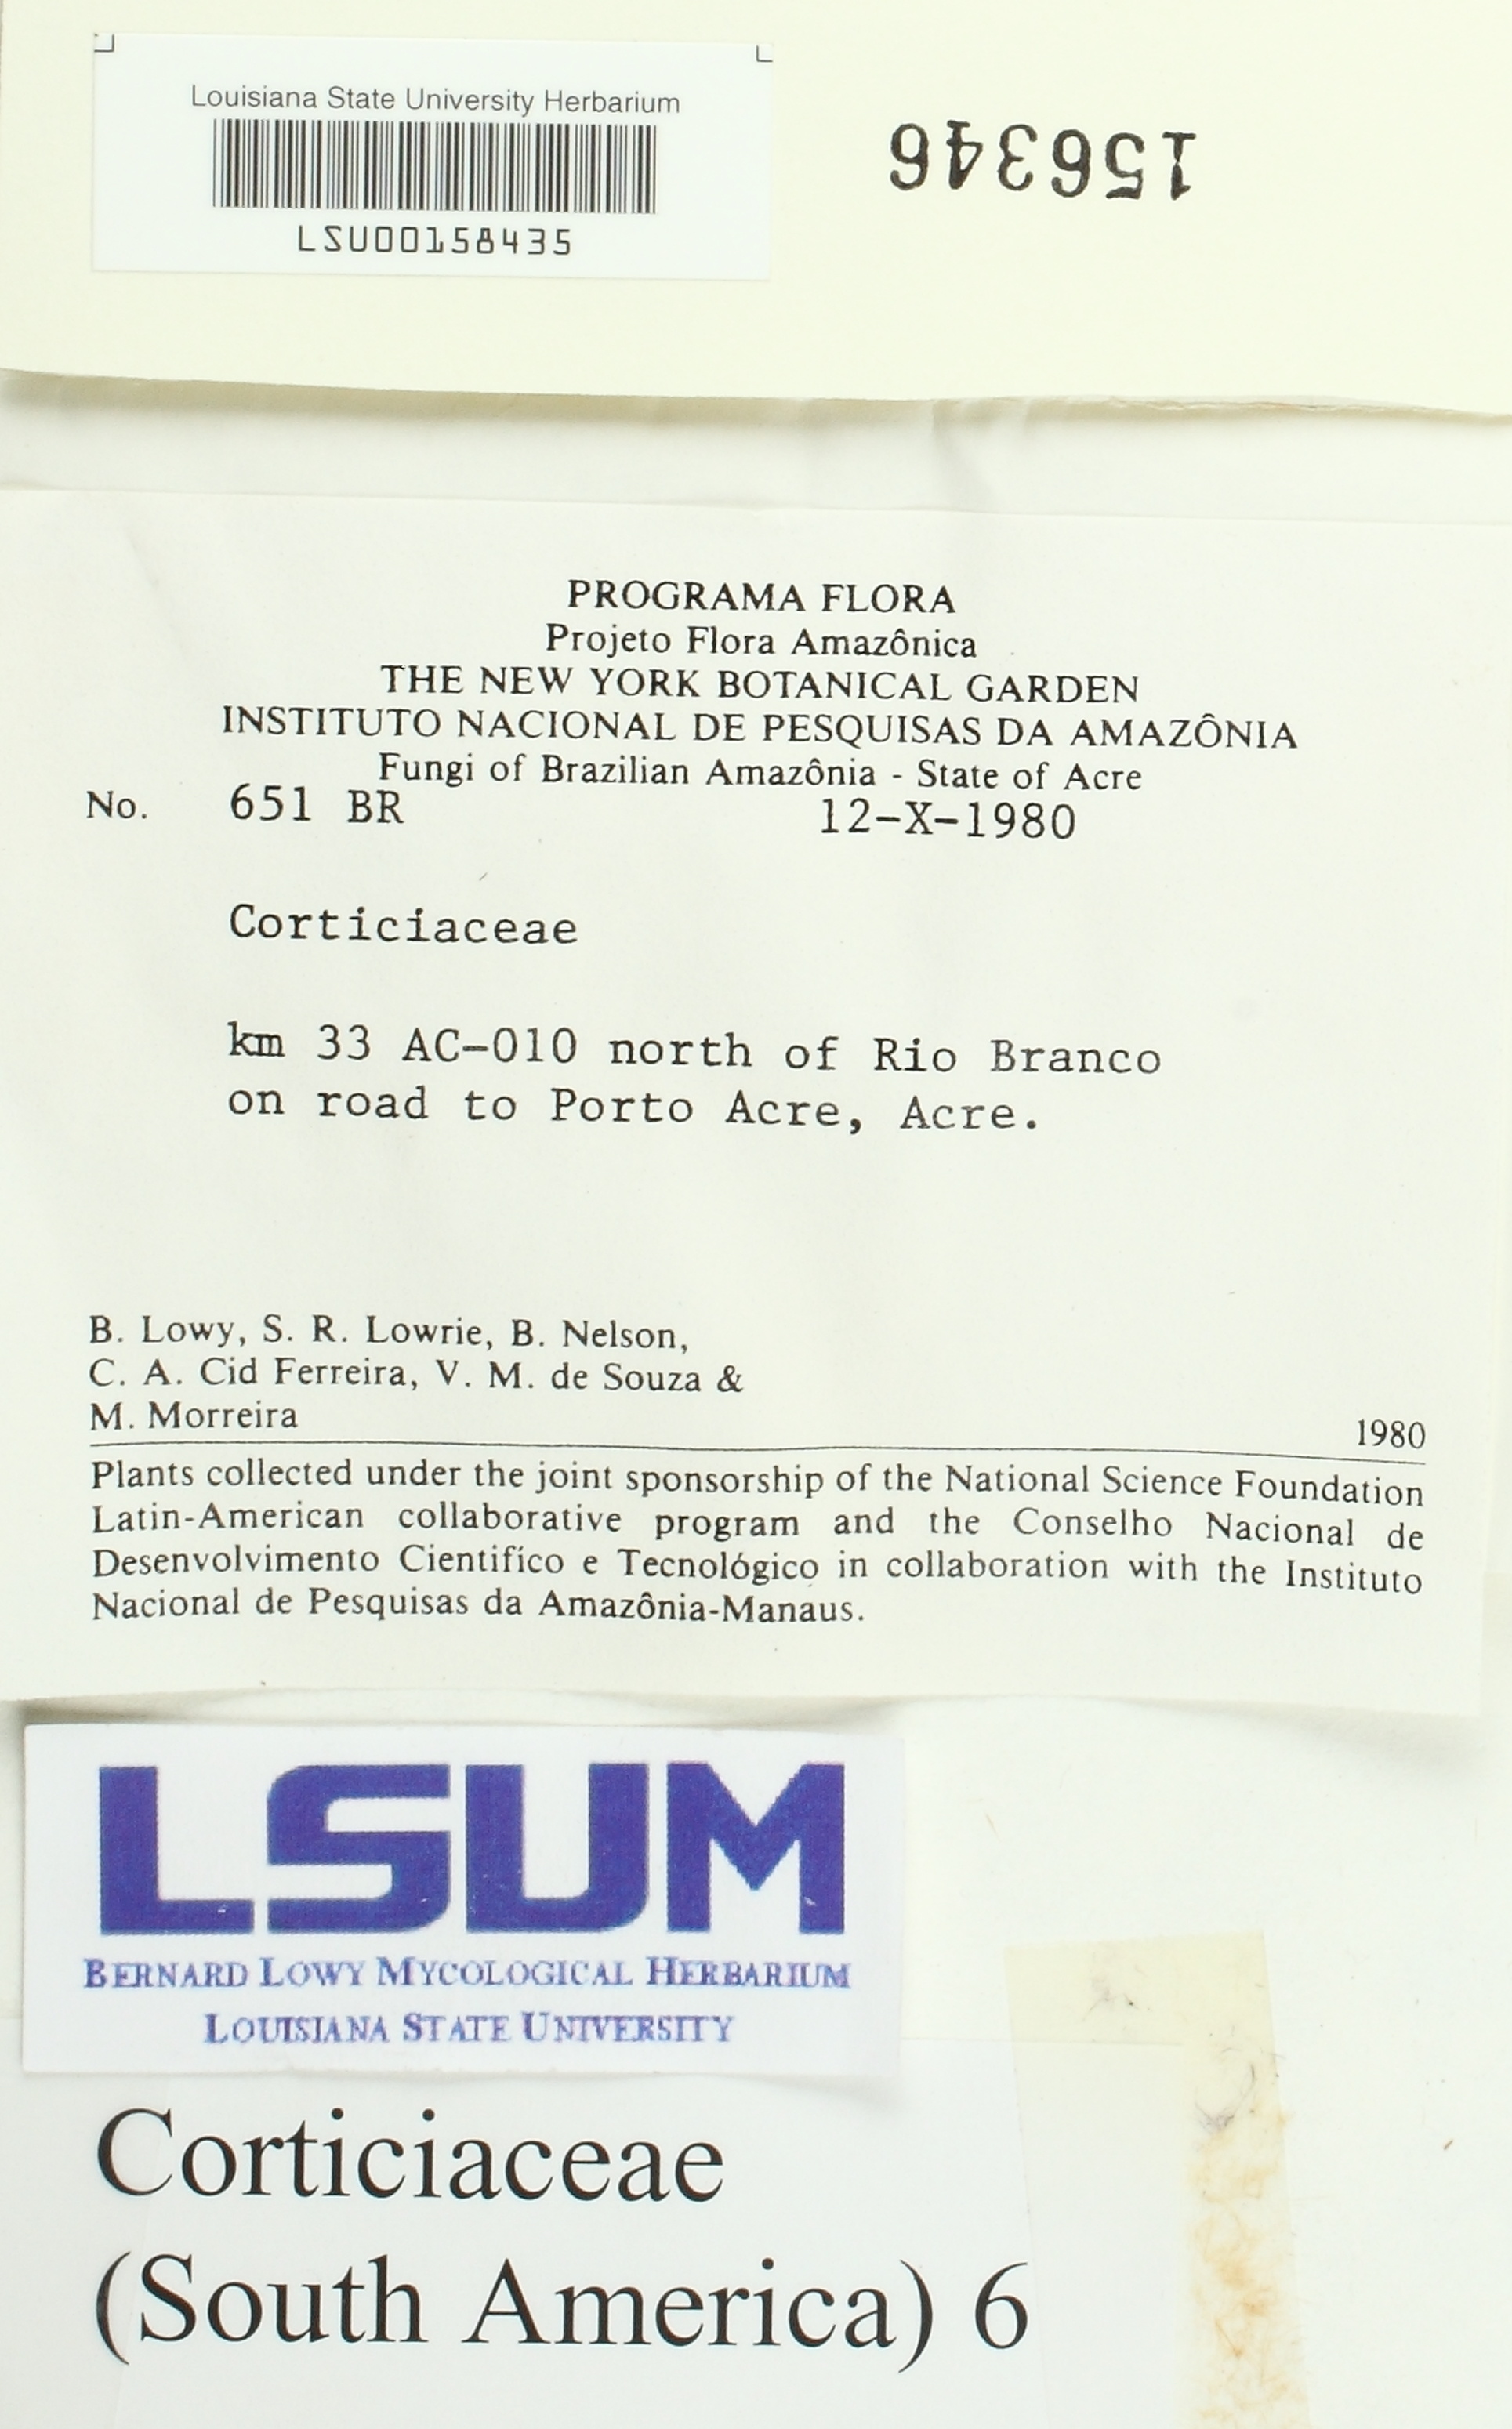 Louisiana State University Herbarium
LSU00158435
156346
PROGRAMA FLORA
Projeto Flora Amazônica
THE NEW YORK BOTANICAL GARDEN
INSTITUTO NACIONAL DE PESQUISAS DA AMAZÔNIA
Fungi of Brazilian Amazônia - State of Acre
No. 651 BR 12-X-1980
Corticiaceae
km 33 AC-010 north of Rio Branco
on road to Porto Acre, Acre.
B. Lowy, S. R. Lowrie, B. Nelson,
C. A. Cid Ferreira, V. M. de Souza &
M. Morreira
1980
Plants collected under the joint sponsorship of the National Science Foundation
Latin-American collaborative program and the Conselho Nacional de
Desenvolvimento Cientifíco e Tecnológico in collaboration with the Instituto
Nacional de Pesquisas da Amazônia-Manaus.
LSUM
BERNARD LOWY MYCOLOGICAL HERBARIUM
LOUISIANA STATE UNIVERSITY
Corticiaceae
(South America) 6